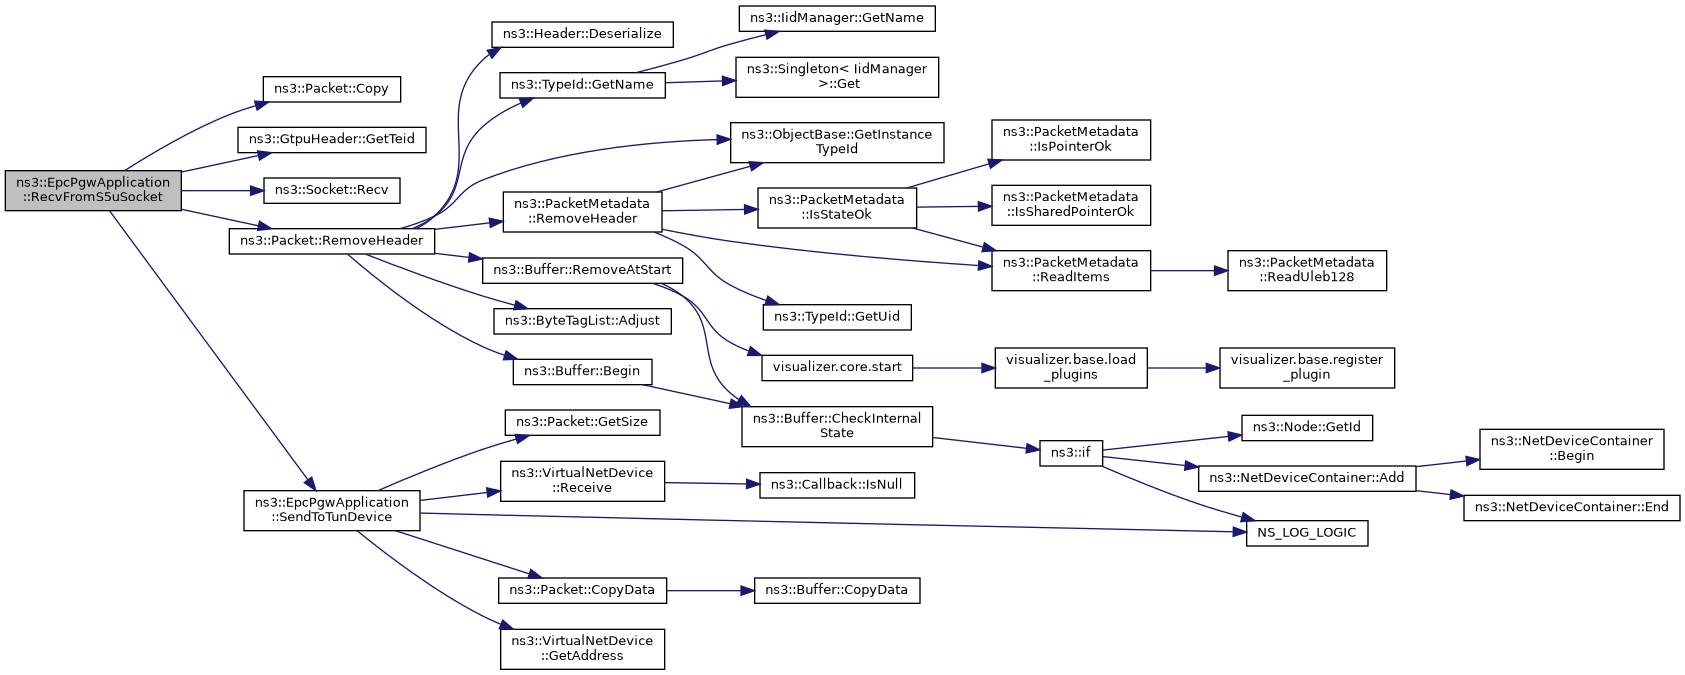 ns3::EpcPgwApplication
::RecvFromS5uSocket
ns3::Packet::Copy
ns3::GtpuHeader::GetTeid
ns3::Socket::Recv
ns3::Packet::RemoveHeader
ns3::EpcPgwApplication
::SendToTunDevice
ns3::Header::Deserialize
ns3::TypeId::GetName
ns3::PacketMetadata
::RemoveHeader
ns3::Buffer::RemoveAtStart
ns3::ByteTagList::Adjust
ns3::Buffer::Begin
ns3::Packet::GetSize
ns3::VirtualNetDevice
::Receive
ns3::Packet::CopyData
ns3::VirtualNetDevice
::GetAddress
ns3::IidManager::GetName
ns3::Singleton< IidManager
>::Get
ns3::ObjectBase::GetInstance
TypeId
ns3::PacketMetadata
::IsStateOk
ns3::TypeId::GetUid
visualizer.core.start
ns3::Buffer::CheckInternal
State
ns3::Callback::IsNull
ns3::Buffer::CopyData
ns3::PacketMetadata
::IsPointerOk
ns3::PacketMetadata
::IsSharedPointerOk
ns3::PacketMetadata
::ReadItems
visualizer.base.load
_plugins
ns3::if
ns3::PacketMetadata
::ReadUleb128
visualizer.base.register
_plugin
ns3::Node::GetId
ns3::NetDeviceContainer::Add
NS_LOG_LOGIC
ns3::NetDeviceContainer
::Begin
ns3::NetDeviceContainer::End